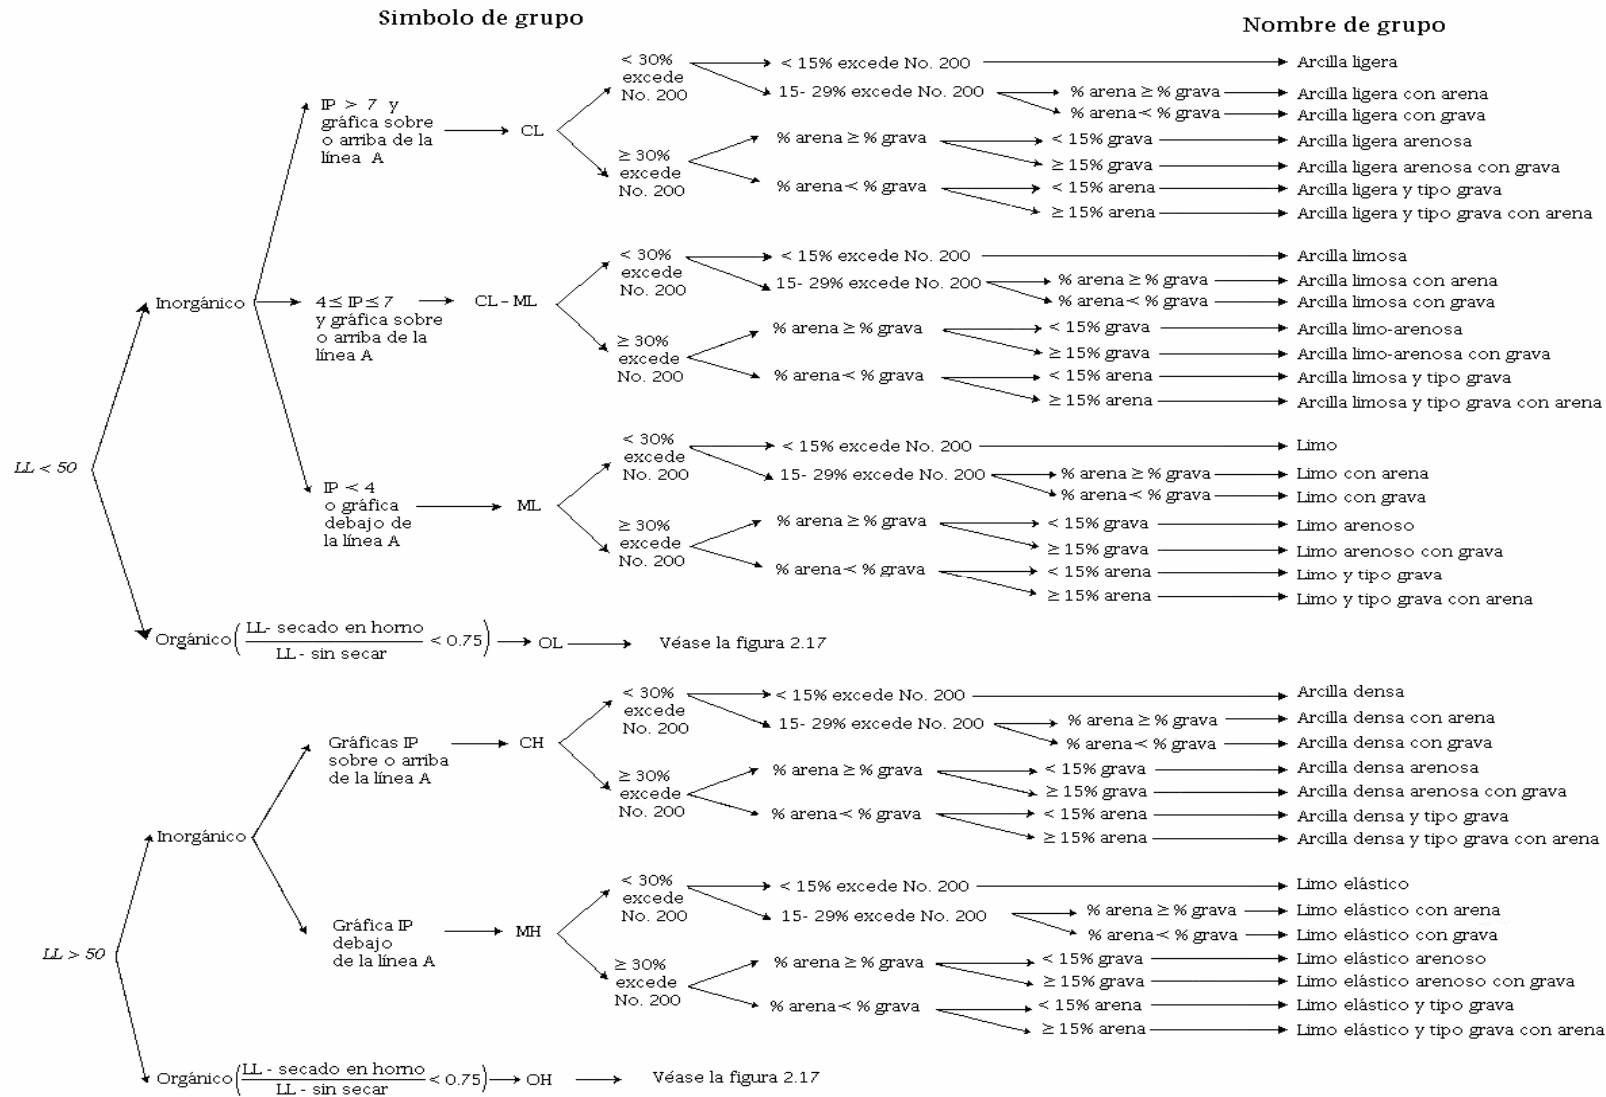 Simbolo de grupo
Nombre de grupo
LL < 50
Inorgánico
IP > 7 y
gráfica sobre
o arriba de la
línea A
CL
< 30%
excede
No. 200
< 15% excede No. 200
Arcilla ligera
15- 29% excede No. 200
% arena ≥ % grava
Arcilla ligera con arena
% arena < % grava
Arcilla ligera con grava
≥ 30%
excede
No. 200
% arena ≥ % grava
< 15% grava
Arcilla ligera arenosa
≥ 15% grava
Arcilla ligera arenosa con grava
% arena < % grava
< 15% arena
Arcilla ligera y tipo grava
≥ 15% arena
Arcilla ligera y tipo grava con arena
4 ≤ IP ≤ 7
y gráfica sobre
o arriba de la
línea A
CL – ML
< 30%
excede
No. 200
< 15% excede No. 200
Arcilla limosa
15- 29% excede No. 200
% arena ≥ % grava
Arcilla limosa con arena
% arena < % grava
Arcilla limosa con grava
≥ 30%
excede
No. 200
% arena ≥ % grava
< 15% grava
Arcilla limo-arenosa
≥ 15% grava
Arcilla limo-arenosa con grava
% arena < % grava
< 15% arena
Arcilla limosa y tipo grava
≥ 15% arena
Arcilla limosa y tipo grava con arena
IP < 4
o gráfica
debajo de
la línea A
ML
< 30%
excede
No. 200
< 15% excede No. 200
Limo
15- 29% excede No. 200
% arena ≥ % grava
Limo con arena
% arena < % grava
Limo con grava
≥ 30%
excede
No. 200
% arena ≥ % grava
< 15% grava
Limo arenoso
≥ 15% grava
Limo arenoso con grava
% arena < % grava
< 15% arena
Limo y tipo grava
≥ 15% arena
Limo y tipo grava con arena
Orgánico (LL- secado en horno / LL - sin secar < 0.75)
OL
Véase la figura 2.17
LL > 50
Inorgánico
Gráficas IP
sobre o arriba
de la línea A
CH
< 30%
excede
No. 200
< 15% excede No. 200
Arcilla densa
15- 29% excede No. 200
% arena ≥ % grava
Arcilla densa con arena
% arena < % grava
Arcilla densa con grava
≥ 30%
excede
No. 200
% arena ≥ % grava
< 15% grava
Arcilla densa arenosa
≥ 15% grava
Arcilla densa arenosa con grava
% arena < % grava
< 15% arena
Arcilla densa y tipo grava
≥ 15% arena
Arcilla densa y tipo grava con arena
Gráfica IP
debajo
de la línea A
MH
< 30%
excede
No. 200
< 15% excede No. 200
Limo elástico
15- 29% excede No. 200
% arena ≥ % grava
Limo elástico con arena
% arena < % grava
Limo elástico con grava
≥ 30%
excede
No. 200
% arena ≥ % grava
< 15% grava
Limo elástico arenoso
≥ 15% grava
Limo elástico arenoso con grava
% arena < % grava
< 15% arena
Limo elástico y tipo grava
≥ 15% arena
Limo elástico y tipo grava con arena
Orgánico (LL - secado en horno / LL - sin secar < 0.75)
OH
Véase la figura 2.17